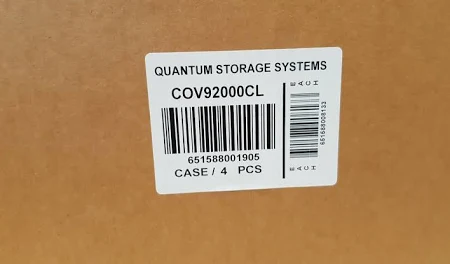 QUANTUM STORAGE SYSTEMS
COV92000CL
651588001905
CASE / 4 PCS
EACH
651588008133
EACH